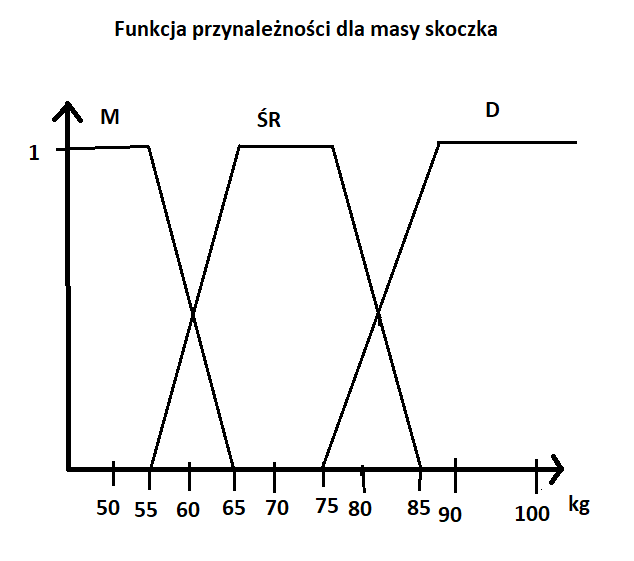 Funkcja przynależności dla masy skoczka
M ŚR D
1
50 55 60 65 70 75 80 85 90 100 kg